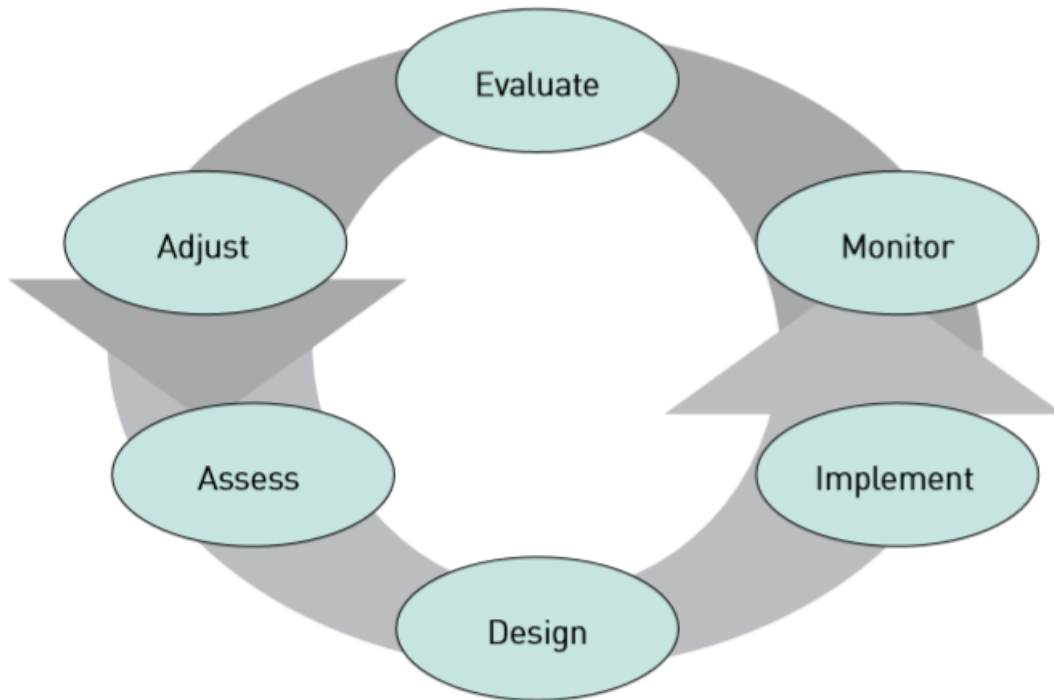 Evaluate
Adjust
Monitor
Assess
Implement
Design